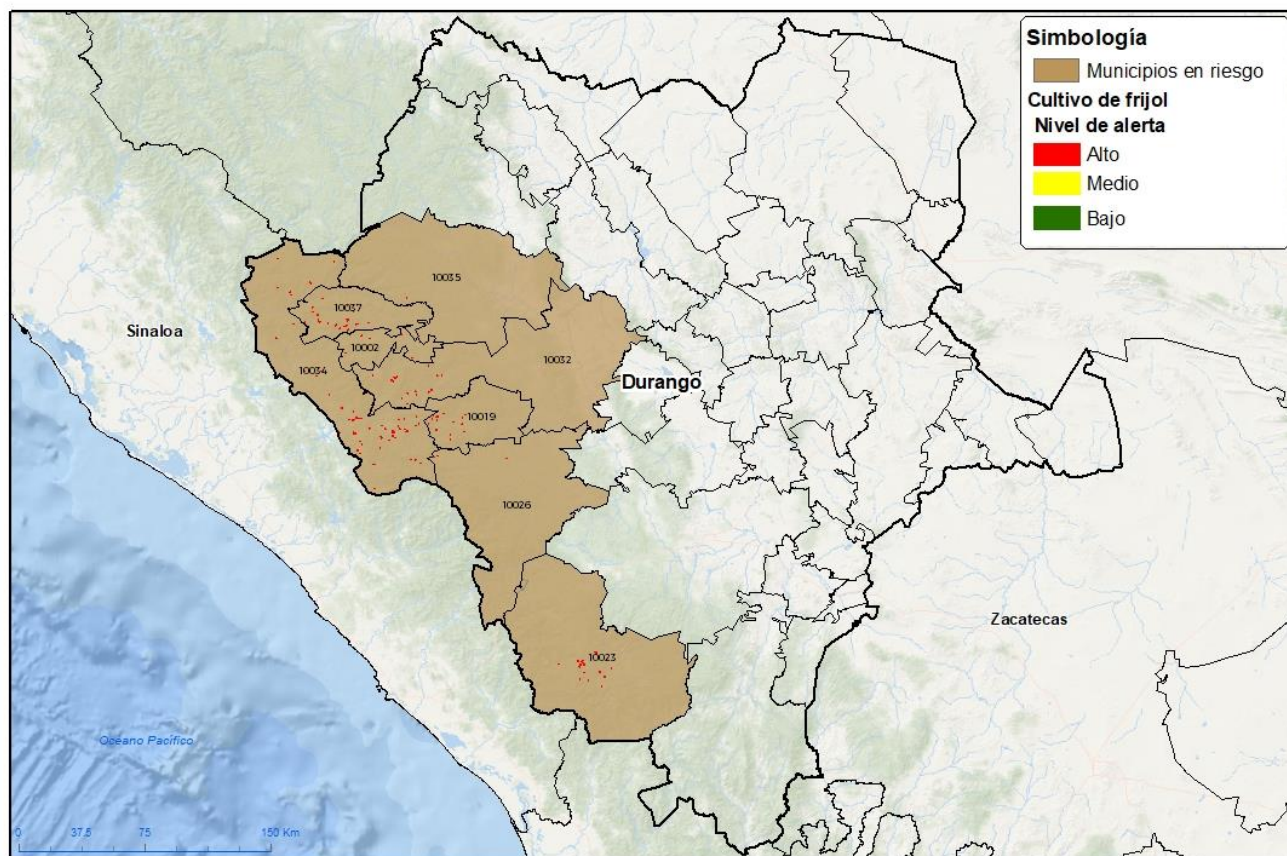 Simbología
Municipios en riesgo
Cultivo de frijol
Nivel de alerta
Alto
Medio
Bajo
10035
10037
Sinaloa
10002
10032
10034
Durango
10019
10026
Zacatecas
10023
Océano Pacífico
0 37.5 75 150 Km